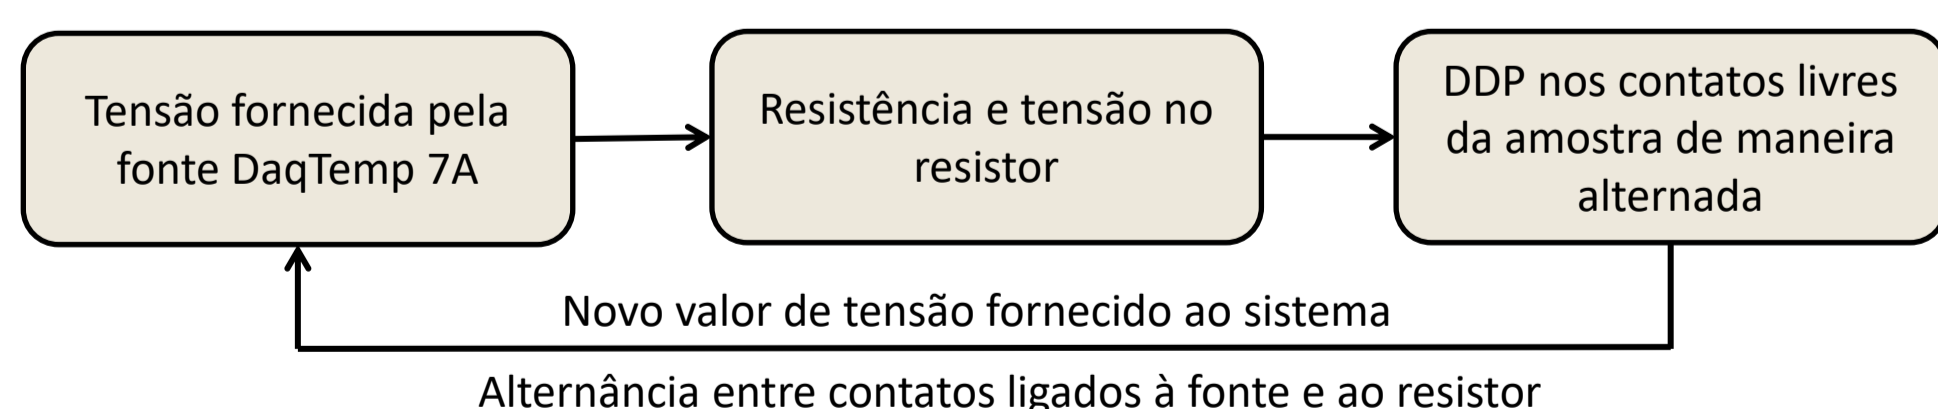 Tensão fornecida pela
fonte DaqTemp 7A
Resistência e tensão no
resistor
DDP nos contatos livres
da amostra de maneira
alternada
Novo valor de tensão fornecido ao sistema
Alternância entre contatos ligados à fonte e ao resistor